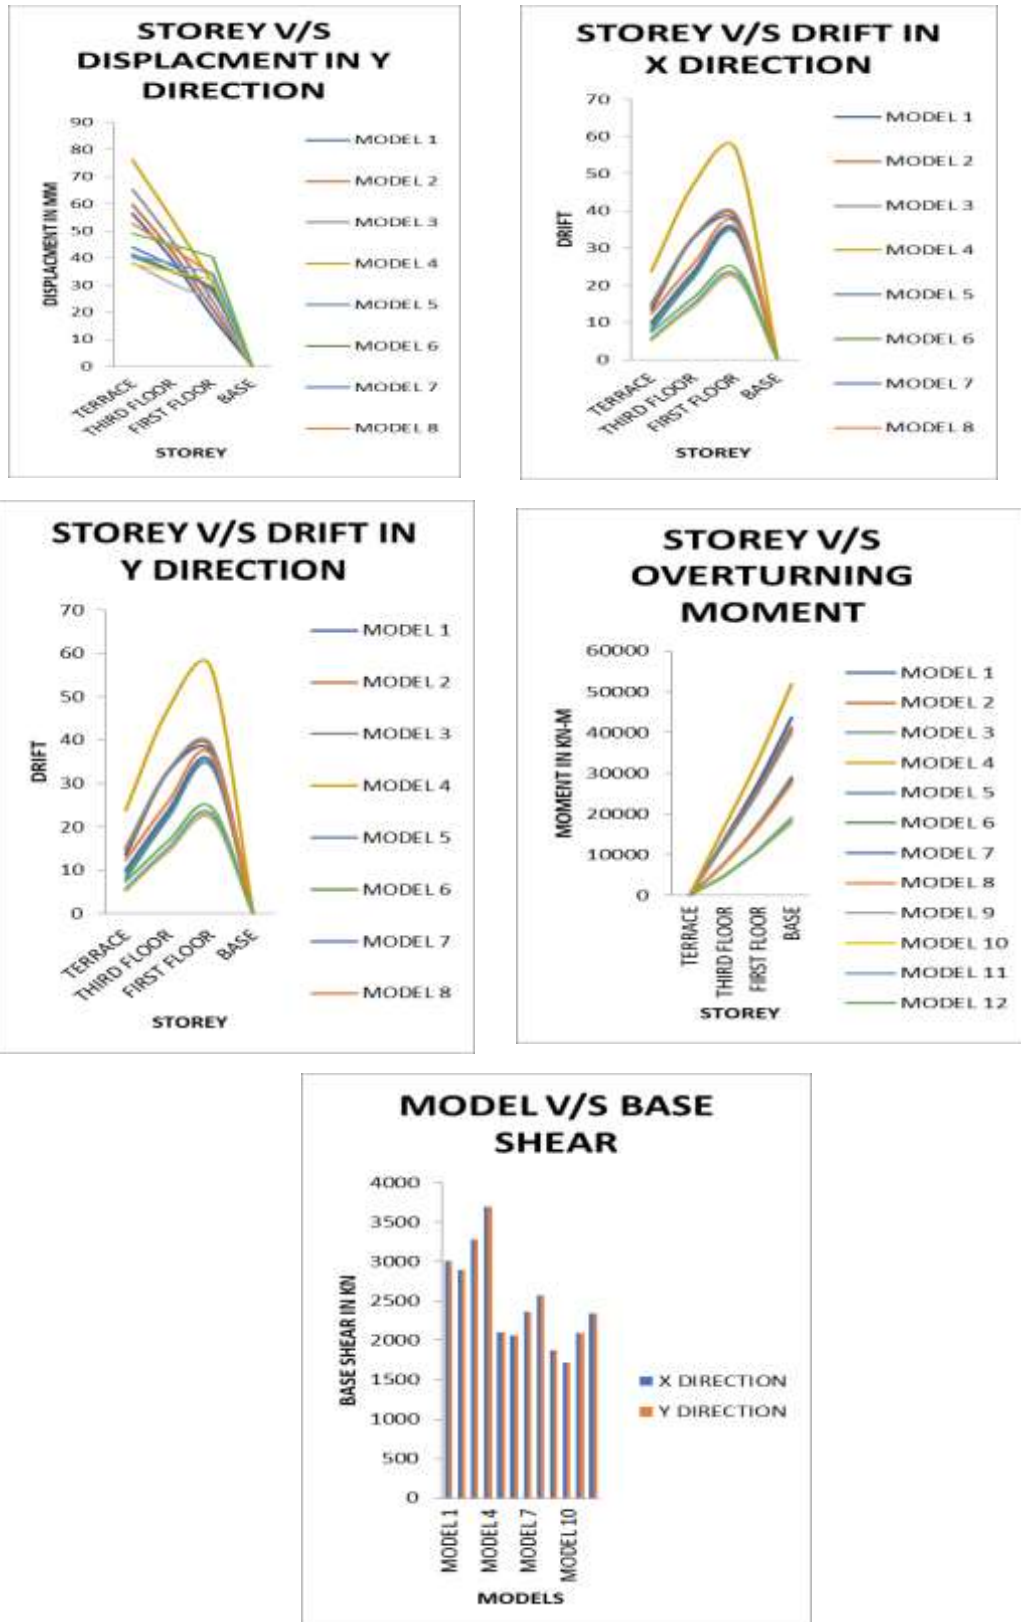 STOREY V/S
DISPLACMENT IN Y
DIRECTION
DISPLACMENT IN MM
90
80
70
60
50
40
30
20
10
0
TERRACE
THIRD FLOOR
FIRST FLOOR
BASE
STOREY
MODEL 1
MODEL 2
MODEL 3
MODEL 4
MODEL 5
MODEL 6
MODEL 7
MODEL 8
STOREY V/S DRIFT IN
X DIRECTION
DRIFT
70
60
50
40
30
20
10
0
TERRACE
THIRD FLOOR
FIRST FLOOR
BASE
STOREY
MODEL 1
MODEL 2
MODEL 3
MODEL 4
MODEL 5
MODEL 6
MODEL 7
MODEL 8
STOREY V/S DRIFT IN
Y DIRECTION
DRIFT
70
60
50
40
30
20
10
0
TERRACE
THIRD FLOOR
FIRST FLOOR
BASE
STOREY
MODEL 1
MODEL 2
MODEL 3
MODEL 4
MODEL 5
MODEL 6
MODEL 7
MODEL 8
STOREY V/S
OVERTURNING
MOMENT
MOMENT IN KN-M
60000
50000
40000
30000
20000
10000
0
TERRACE
THIRD FLOOR
FIRST FLOOR
BASE
STOREY
MODEL 1
MODEL 2
MODEL 3
MODEL 4
MODEL 5
MODEL 6
MODEL 7
MODEL 8
MODEL 9
MODEL 10
MODEL 11
MODEL 12
MODEL V/S BASE
SHEAR
BASE SHEAR IN KN
4000
3500
3000
2500
2000
1500
1000
500
0
MODEL 1
MODEL 4
MODEL 7
MODEL 10
MODELS
X DIRECTION
Y DIRECTION